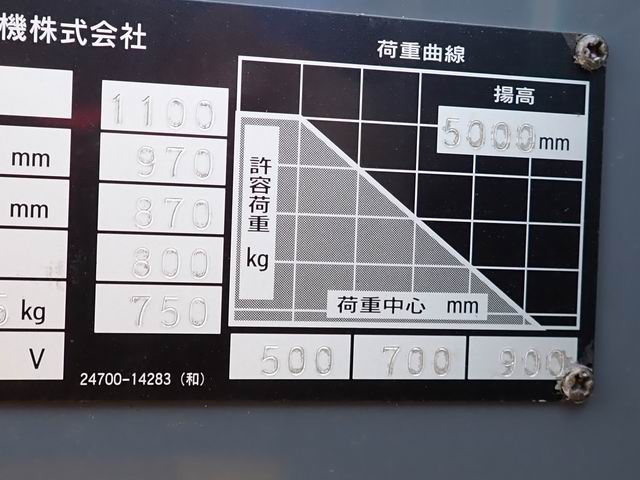 機株式会社
荷重曲線
揚高
5000mm
1100
mm
970
mm
870
800
kg
750
許容荷重
kg
荷重中心 mm
V
500
700
900
24700-14283 (和)